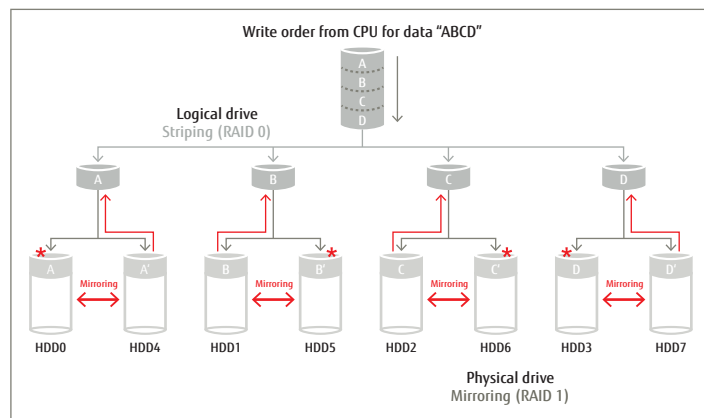 Write order from CPU for data “ABCD”
A
B
C
D
Logical drive
Striping (RAID 0)
A
B
C
D
*
*
*
*
A
A’
B
B’
C
C’
D
D’
Mirroring
Mirroring
Mirroring
Mirroring
HDD0
HDD4
HDD1
HDD5
HDD2
HDD6
HDD3
HDD7
Physical drive
Mirroring (RAID 1)